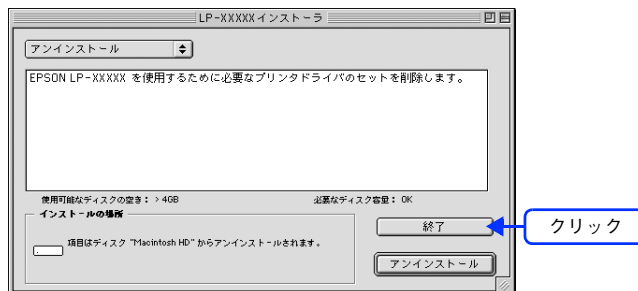 LP-XXXXXインストーラ
アンインストール
EPSON LP-XXXXX を使用するために必要なプリンタドライバのセットを削除します。
使用可能なディスクの空き： > 4GB
必要なディスク容量： OK
インストールの場所
項目はディスク "Macintosh HD" からアンインストールされます。
終了
クリック
アンインストール